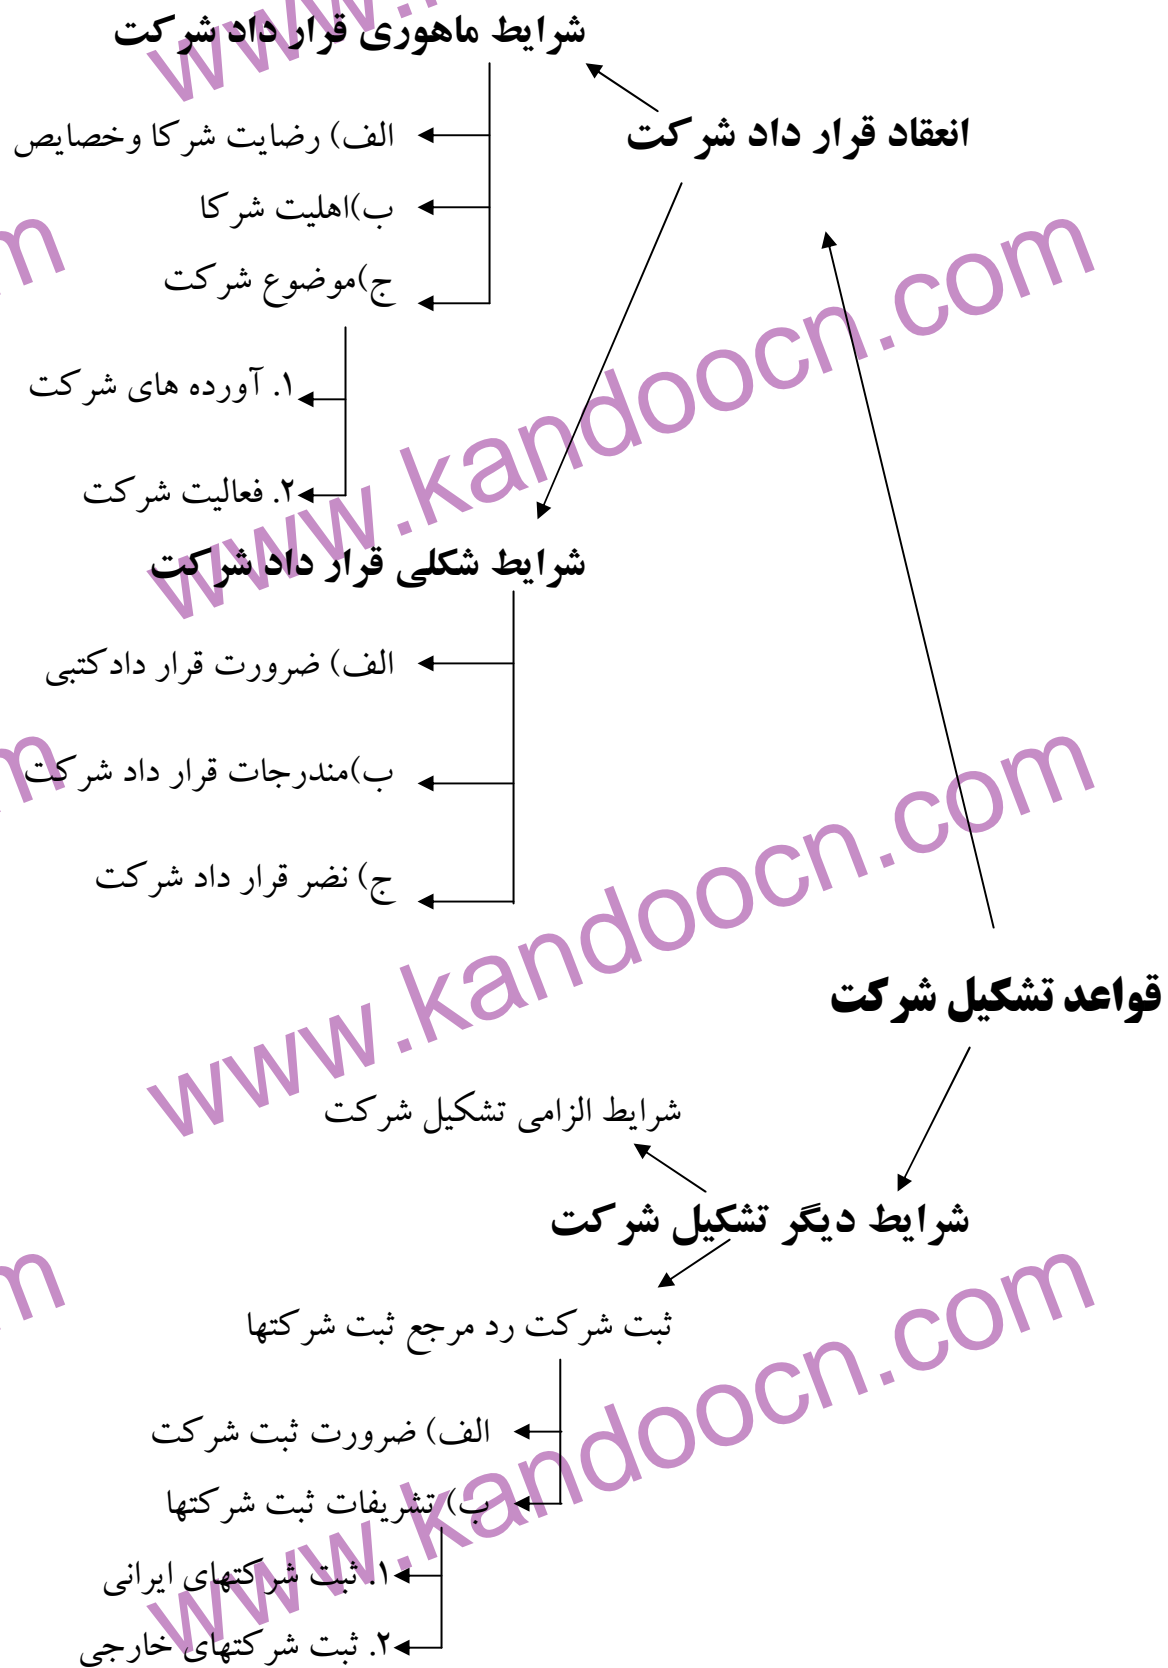 شرایط ماهوری قرار داد شرکت
انعقاد قرار داد شرکت
الف) رضایت شرکا وخصایص
ب)اهلیت شرکا
ج)موضوع شرکت
۱. آورده های شرکت
۲. فعالیت شرکت
شرایط شکلی قرار داد شرکت
الف) ضرورت قرار دادکتبی
ب)مندرجات قرار داد شرکت
ج) نضر قرار داد شرکت
قواعد تشکیل شرکت
شرایط الزامی تشکیل شرکت
شرایط دیگر تشکیل شرکت
ثبت شرکت رد مرجع ثبت شرکتها
الف) ضرورت ثبت شرکت
ب) تشریفات ثبت شرکتها
۱. ثبت شرکتهای ایرانی
۲. ثبت شرکتهای خارجی
www.kandoocn.com
www.kandoocn.com
www.kandoocn.com